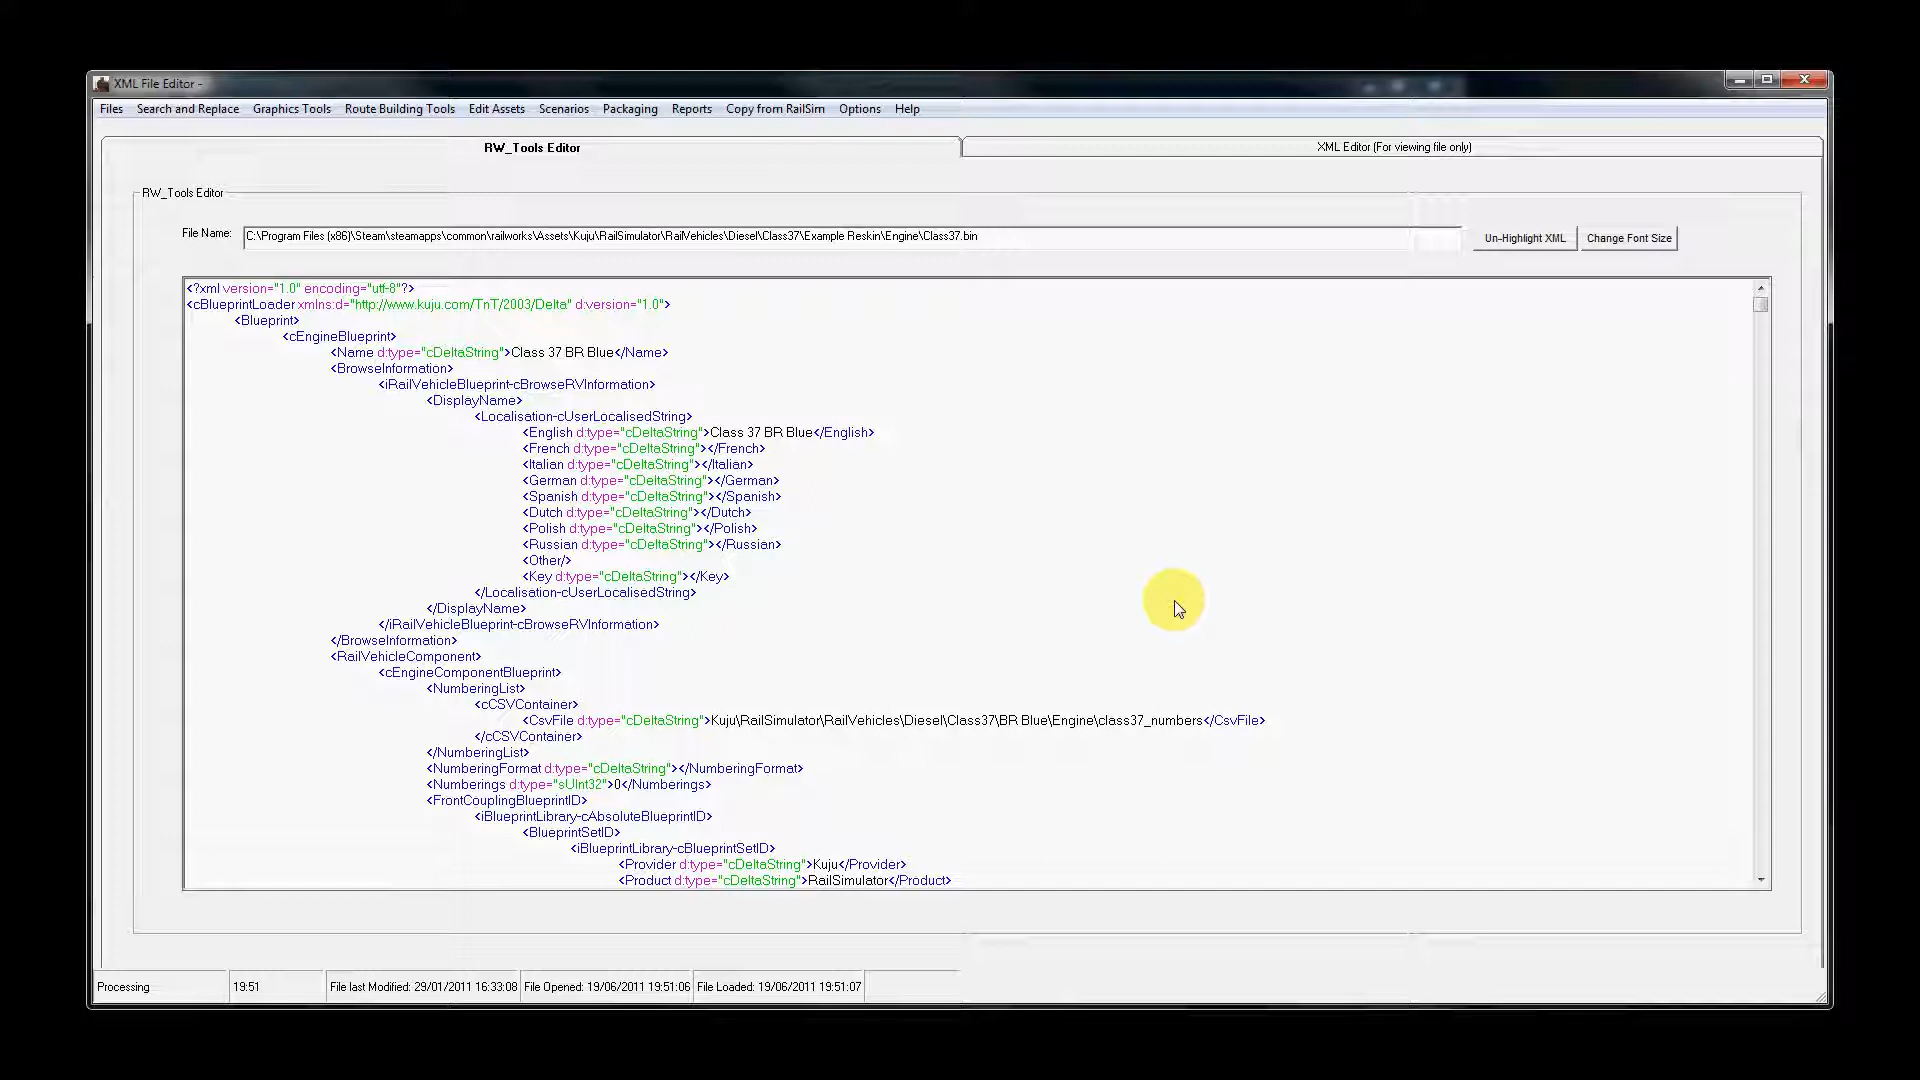 XML File Editor -
Files Search and Replace Graphics Tools Route Building Tools Edit Assets Scenarios Packaging Reports Copy from RailSim Options Help
RW_Tools Editor XML Editor (For viewing file only)
RW_Tools Editor
File Name: C:\Program Files (x86)\Steam\steamapps\common\railworks\Assets\Kuju\RailSimulator\RailVehicles\Diesel\Class37\Example Reskin\Engine\Class37.bin Un-Highlight XML Change Font Size
<?xml version="1.0" encoding="utf-8"?>
<cBlueprintLoader xmlns:d="http://www.kuju.com/TnT/2003/Delta" d:version="1.0">
<Blueprint>
<cEngineBlueprint>
<Name d:type="cDeltaString">Class 37 BR Blue</Name>
<BrowseInformation>
<iRailVehicleBlueprint-cBrowseRVInformation>
<DisplayName>
<Localisation-cUserLocalisedString>
<English d:type="cDeltaString">Class 37 BR Blue</English>
<French d:type="cDeltaString"></French>
<Italian d:type="cDeltaString"></Italian>
<German d:type="cDeltaString"></German>
<Spanish d:type="cDeltaString"></Spanish>
<Dutch d:type="cDeltaString"></Dutch>
<Polish d:type="cDeltaString"></Polish>
<Russian d:type="cDeltaString"></Russian>
<Other/>
<Key d:type="cDeltaString"></Key>
</Localisation-cUserLocalisedString>
</DisplayName>
</iRailVehicleBlueprint-cBrowseRVInformation>
</BrowseInformation>
<RailVehicleComponent>
<cEngineComponentBlueprint>
<NumberingList>
<cCSVContainer>
<CsvFile d:type="cDeltaString">Kuju\RailSimulator\RailVehicles\Diesel\Class37\BR Blue\Engine\class37_numbers</CsvFile>
</cCSVContainer>
</NumberingList>
<NumberingFormat d:type="cDeltaString"></NumberingFormat>
<Numberings d:type="sUInt32">0</Numberings>
<FrontCouplingBlueprintID>
<iBlueprintLibrary-cAbsoluteBlueprintID>
<BlueprintSetID>
<iBlueprintLibrary-cBlueprintSetID>
<Provider d:type="cDeltaString">Kuju</Provider>
<Product d:type="cDeltaString">RailSimulator</Product>
Processing 19:51 File last Modified: 29/01/2011 16:33:08 File Opened: 19/06/2011 19:51:06 File Loaded: 19/06/2011 19:51:07